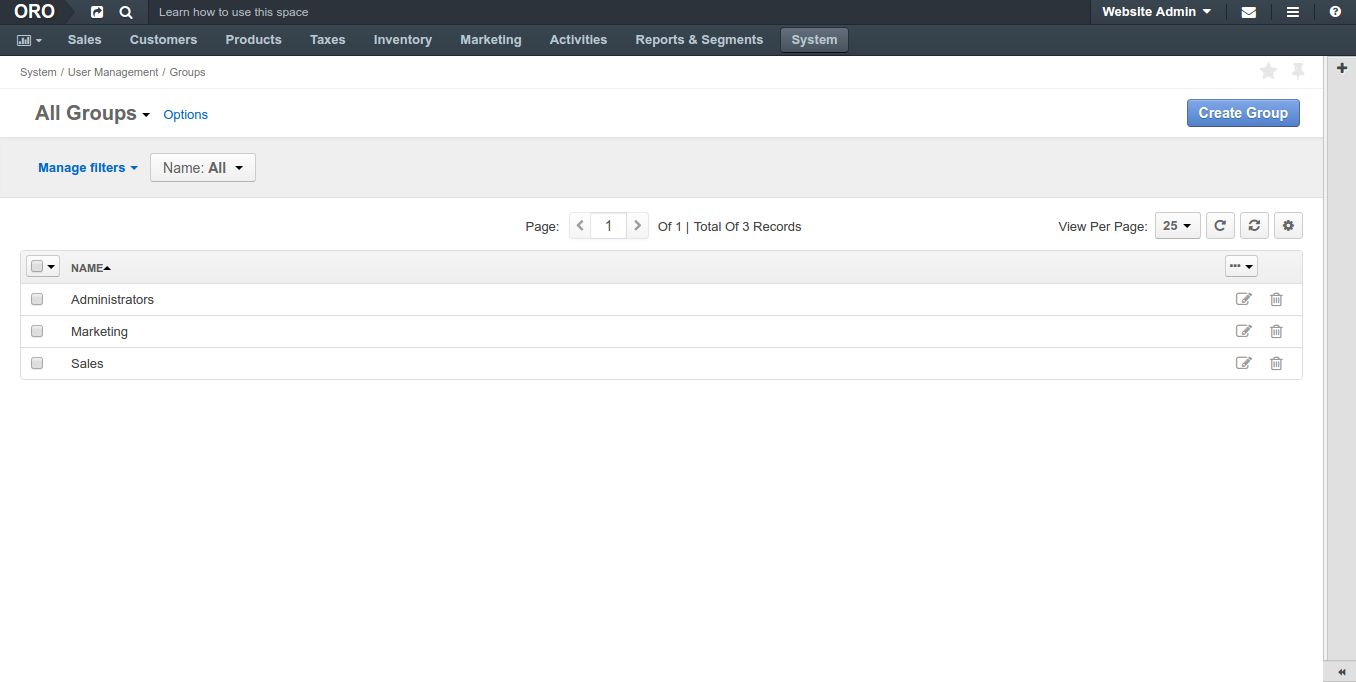 ORO Learn how to use this space Website Admin
Sales Customers Products Taxes Inventory Marketing Activities Reports & Segments System
System / User Management / Groups
All Groups Options Create Group
Manage filters Name: All
Page: 1 Of 1 | Total Of 3 Records View Per Page: 25
NAME
Administrators
Marketing
Sales